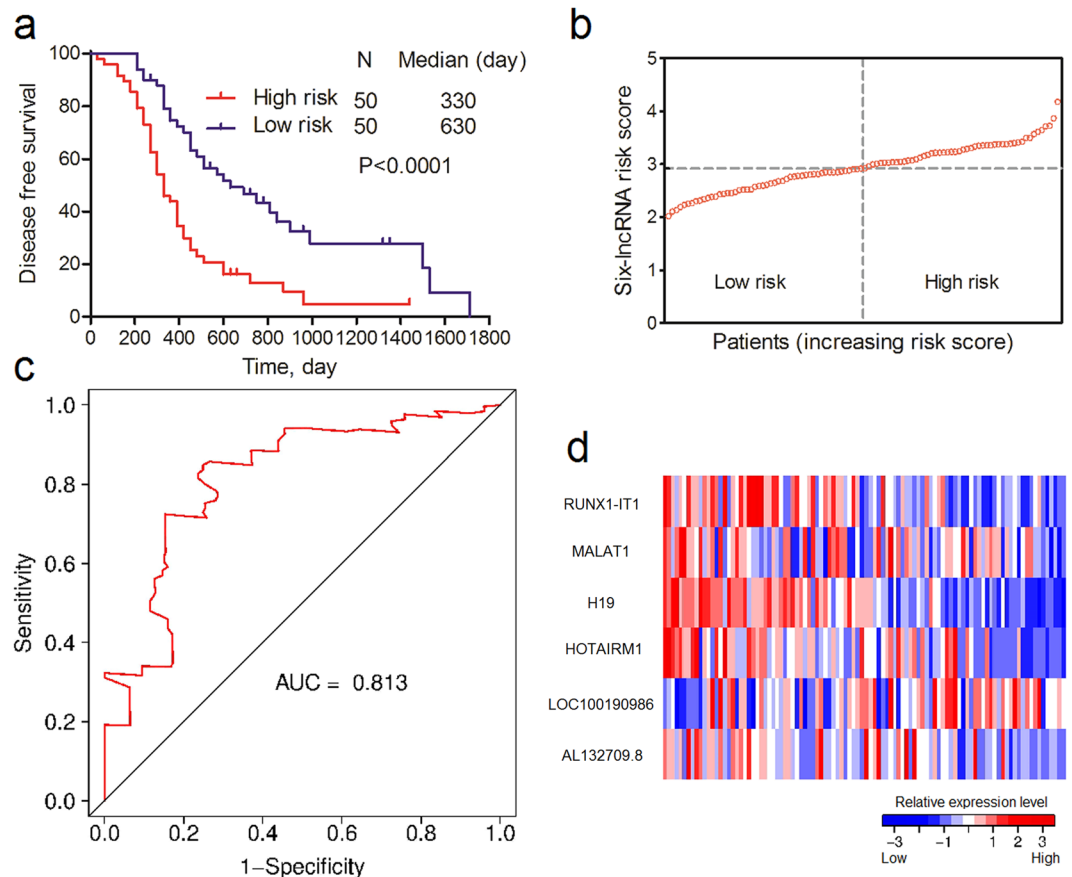 a
100
80
60
40
20
0
Disease free survival
N Median (day)
High risk 50 330
Low risk 50 630
P<0.0001
0 200 400 600 800 1000 1200 1400 1600 1800
Time, day
b
5
4
3
2
1
0
Six-lncRNA risk score
Low risk High risk
Patients (increasing risk score)
c
1.0
0.8
0.6
0.4
0.2
0.0
Sensitivity
AUC = 0.813
0.0 0.2 0.4 0.6 0.8 1.0
1−Specificity
d
RUNX1-IT1
MALAT1
H19
HOTAIRM1
LOC100190986
AL132709.8
Relative expression level
−3 −2 −1 1 2 3
Low High